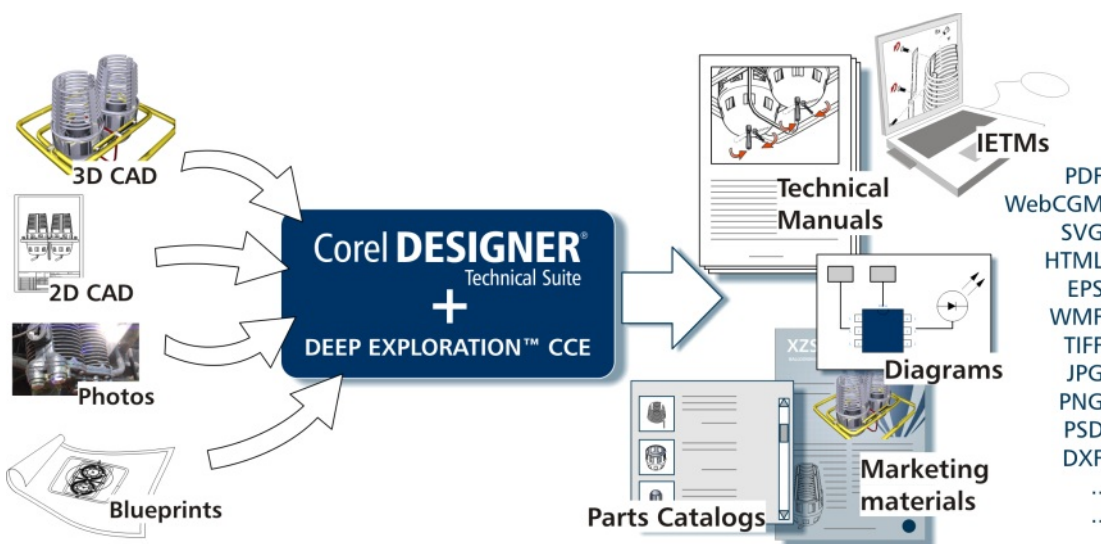 3D CAD
2D CAD
Photos
Blueprints
Corel DESIGNER®
Technical Suite
+
DEEP EXPLORATION™ CCE
Technical
Manuals
IETMs
Diagrams
XZS
Parts Catalogs
Marketing
materials
PDF
WebCGM
SVG
HTML
EPS
WMF
TIFF
JPG
PNG
PSD
DXF
..
..